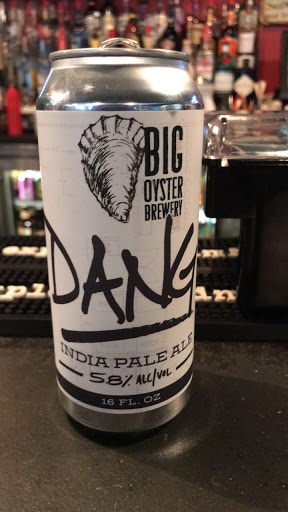 BIG
OYSTER
BREWERY
DANG
INDIA PALE ALE
5.8% ALC/VOL
16 FL. OZ